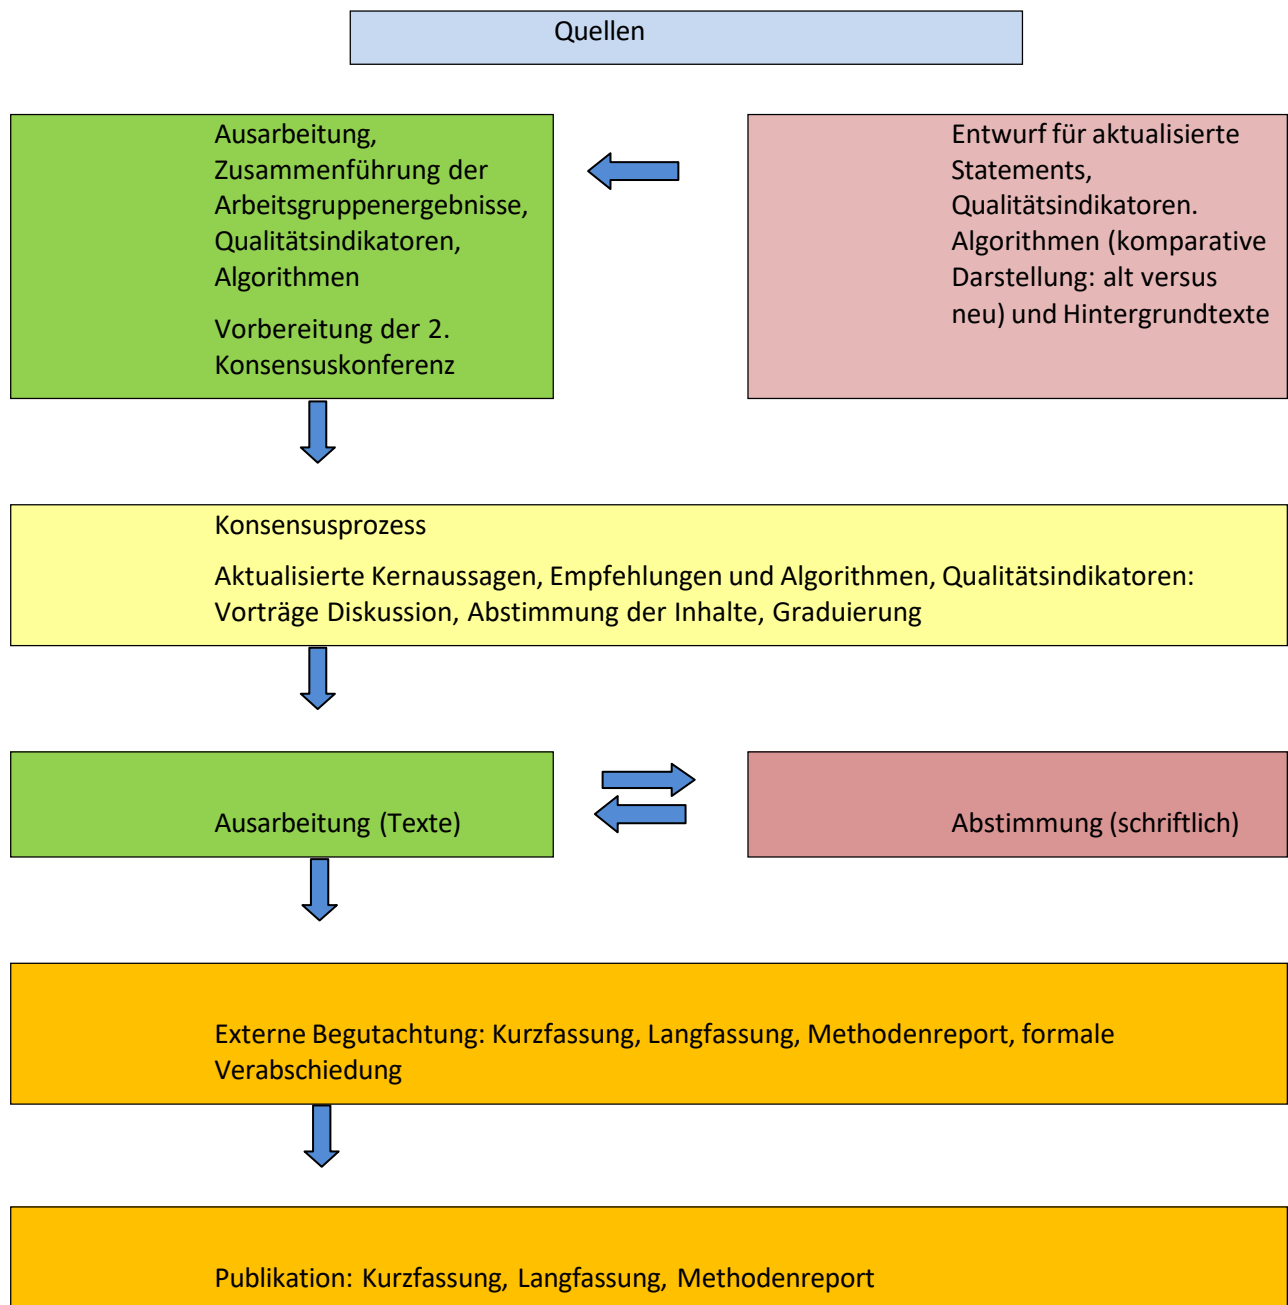 Quellen
Ausarbeitung,
Zusammenführung der
Arbeitsgruppenergebnisse,
Qualitätsindikatoren,
Algorithmen
Vorbereitung der 2.
Konsensuskonferenz
Entwurf für aktualisierte
Statements,
Qualitätsindikatoren.
Algorithmen (komparative
Darstellung: alt versus
neu) und Hintergrundtexte
Konsensusprozess
Aktualisierte Kernaussagen, Empfehlungen und Algorithmen, Qualitätsindikatoren:
Vorträge Diskussion, Abstimmung der Inhalte, Graduierung
Ausarbeitung (Texte)
Abstimmung (schriftlich)
Externe Begutachtung: Kurzfassung, Langfassung, Methodenreport, formale
Verabschiedung
Publikation: Kurzfassung, Langfassung, Methodenreport